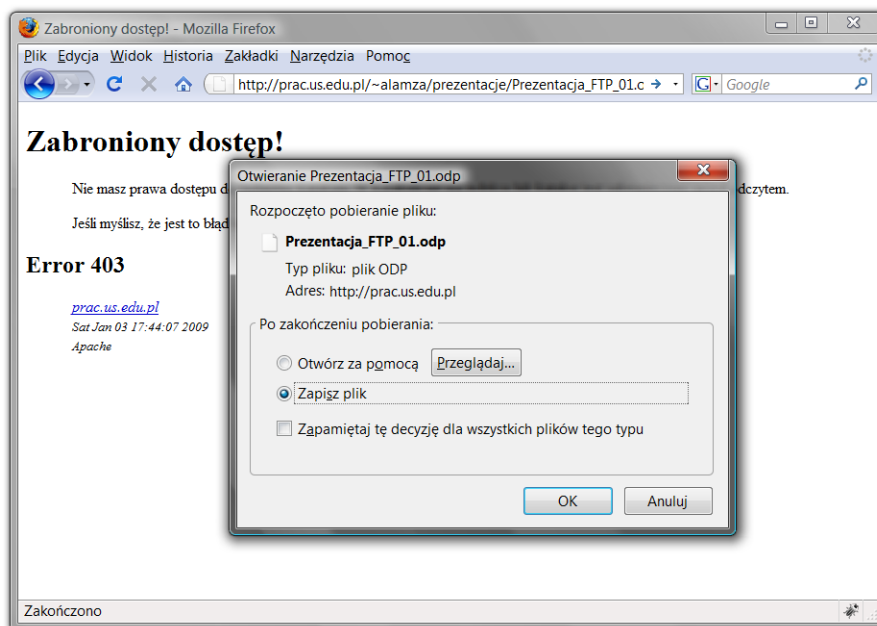 Zabroniony dostęp! - Mozilla Firefox
Plik Edycja Widok Historia Zakładki Narzędzia Pomoc
http://prac.us.edu.pl/~alamza/prezentacje/Prezentacja_FTP_01.c G Google
Zabroniony dostęp!
Nie masz prawa dostępu
Jeśli myślisz, że jest to błąd
Error 403
prac.us.edu.pl
Sat Jan 03 17:44:07 2009
Apache
Otwieranie Prezentacja_FTP_01.odp
Rozpoczęto pobieranie pliku:
Prezentacja_FTP_01.odp
Typ pliku: plik ODP
Adres: http://prac.us.edu.pl
Po zakończeniu pobierania:
Otwórz za pomocą Przeglądaj...
Zapisz plik
Zapamiętaj tę decyzję dla wszystkich plików tego typu
OK Anuluj
Zakończono